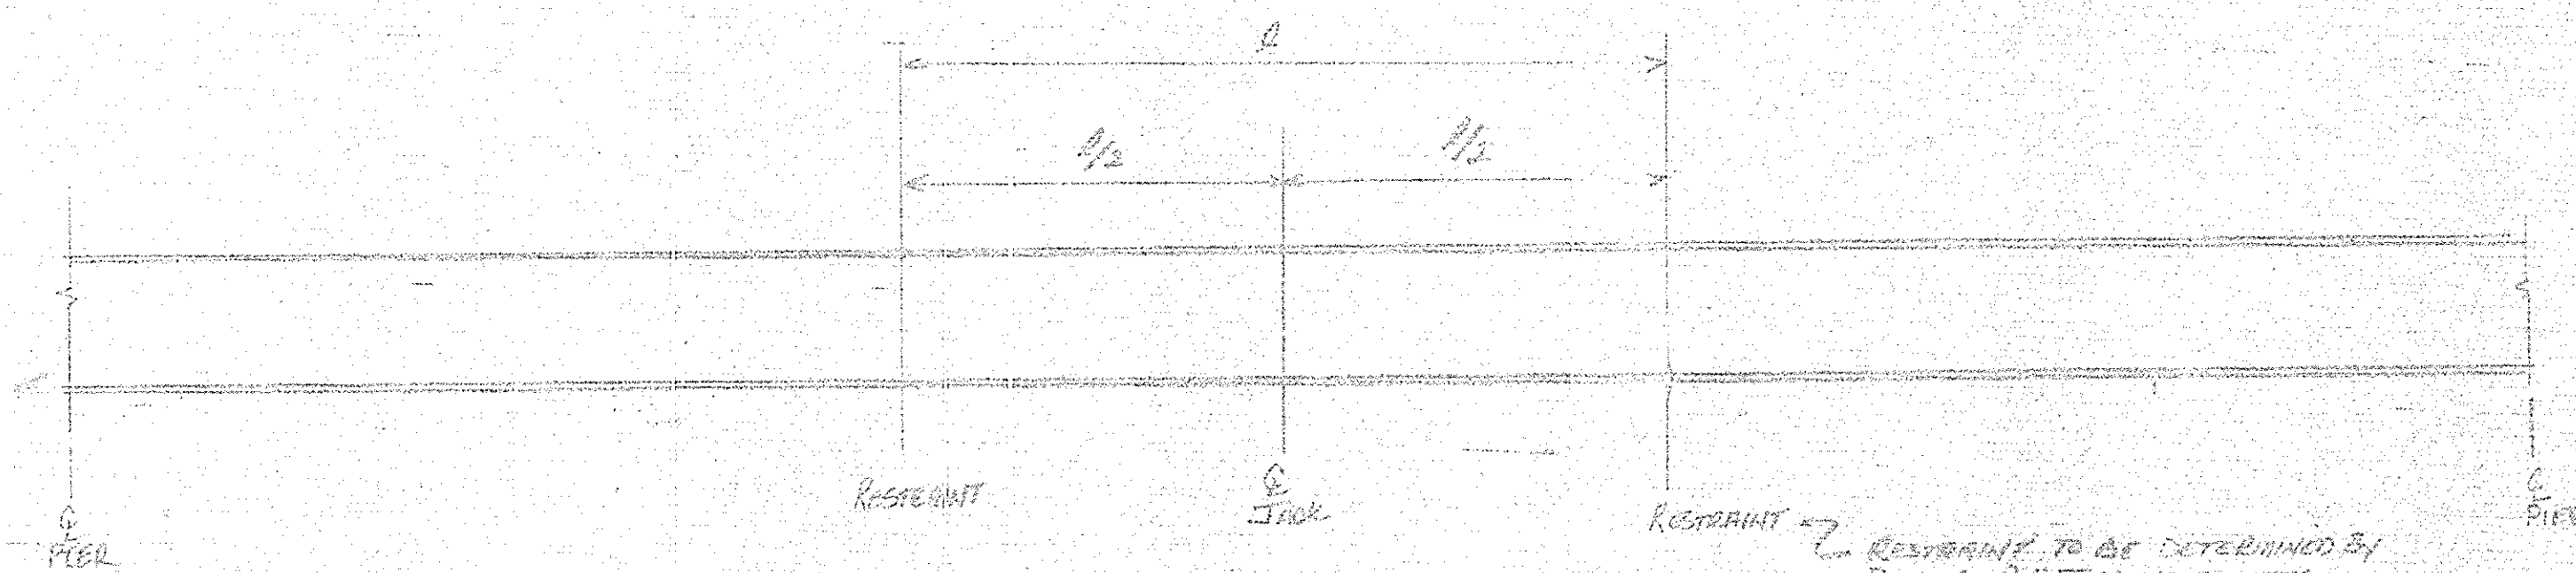 ℓ
ℓ/2 ℓ/2
RESTRAINT
℄
JACK
RESTRAINT
℄
PIER
℄
PIER
RESTRAINT TO BE DETERMINED BY